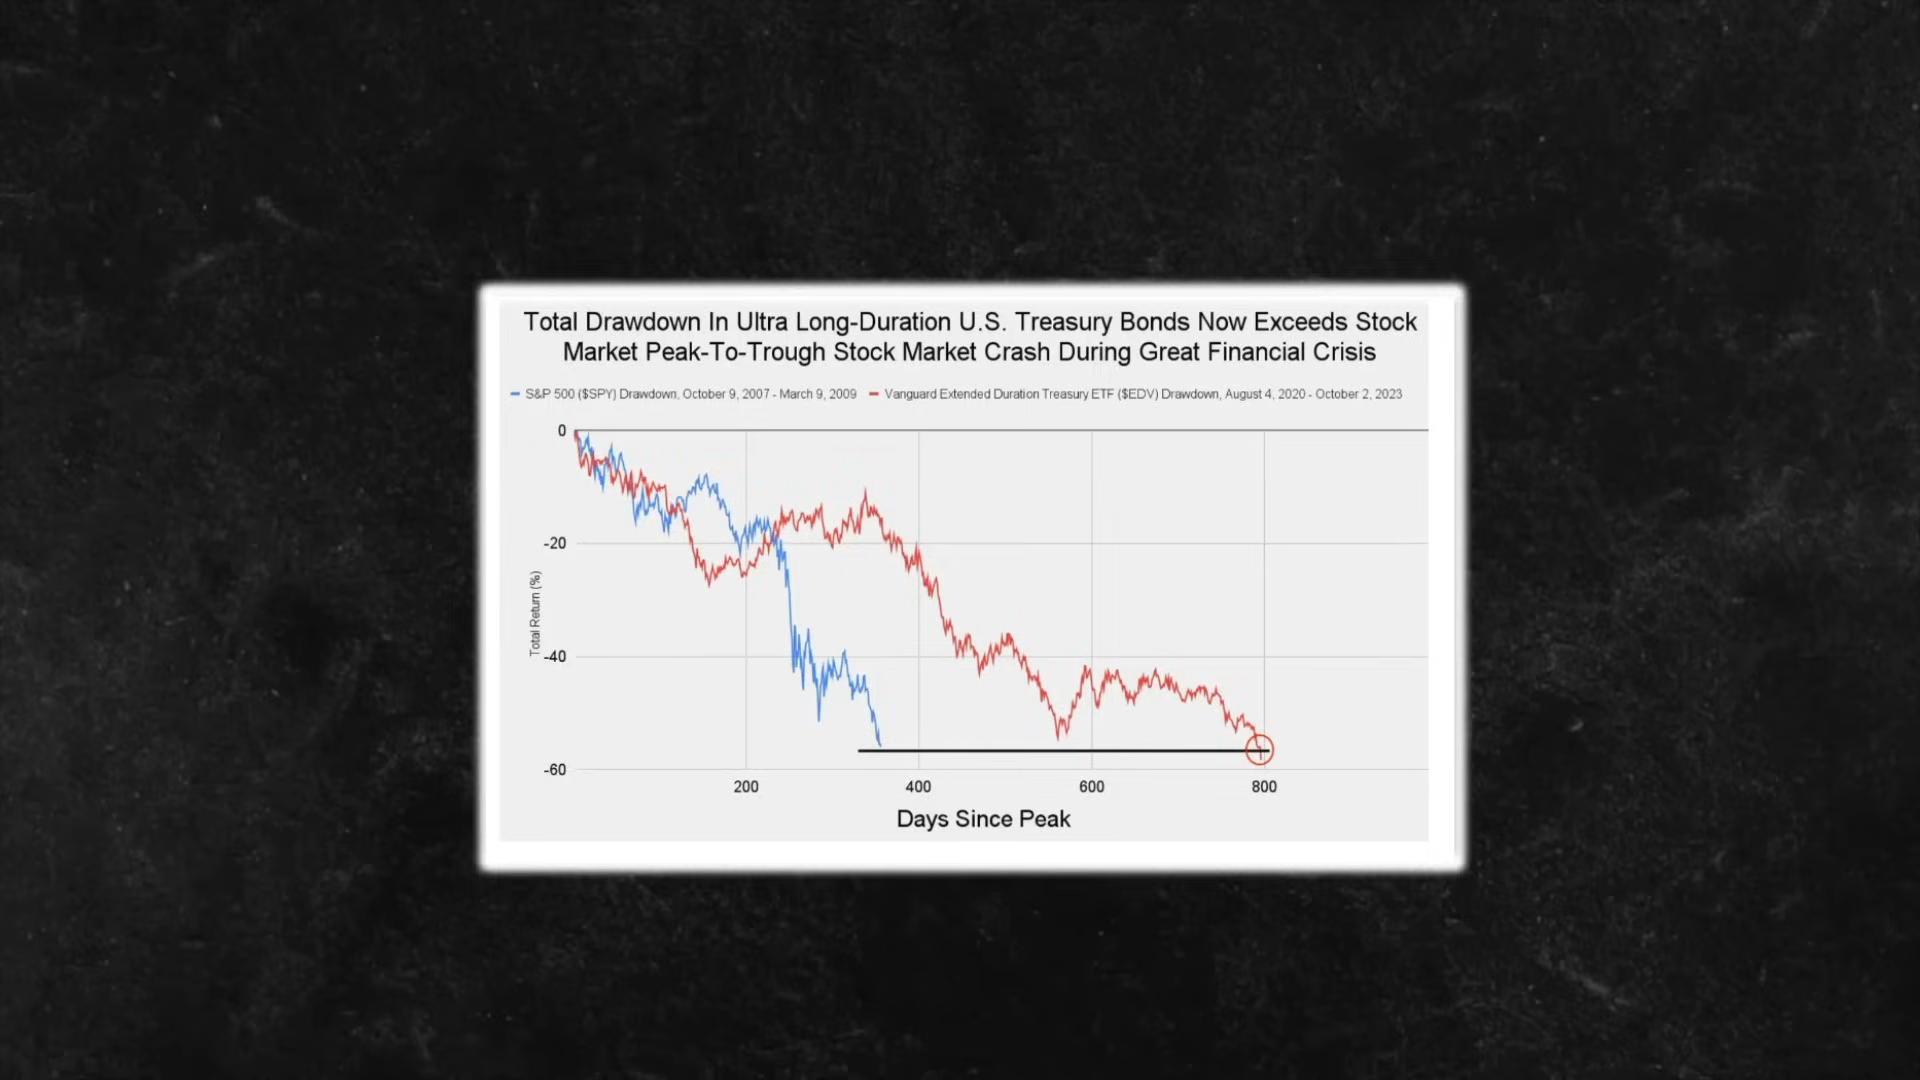 Total Drawdown In Ultra Long-Duration U.S. Treasury Bonds Now Exceeds Stock
Market Peak-To-Trough Stock Market Crash During Great Financial Crisis
S&P 500 ($SPY) Drawdown, October 9, 2007 - March 9, 2009
Vanguard Extended Duration Treasury ETF ($EDV) Drawdown, August 4, 2020 - October 2, 2023
0
-20
-40
-60
Total Return (%)
200
400
600
800
Days Since Peak